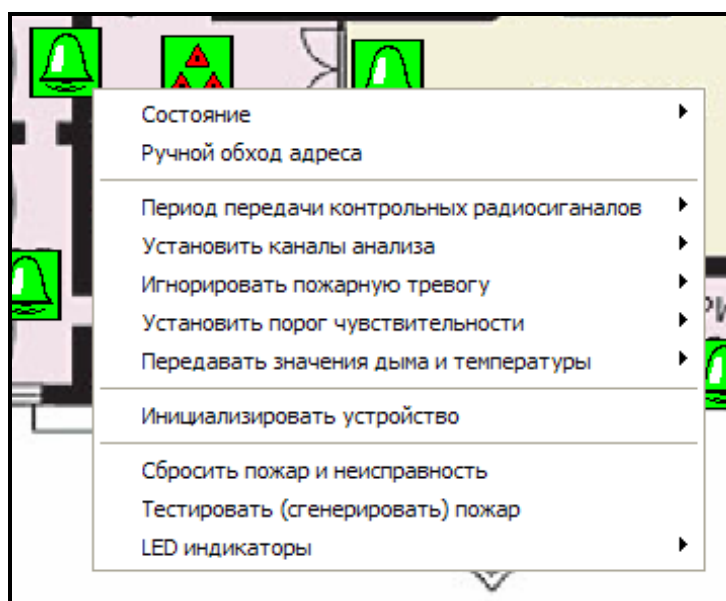 Состояние
Ручной обход адреса
Период передачи контрольных радиосиганалов
Установить каналы анализа
Игнорировать пожарную тревогу
Установить порог чувствительности
Передавать значения дыма и температуры
Инициализировать устройство
Сбросить пожар и неисправность
Тестировать (сгенерировать) пожар
LED индикаторы